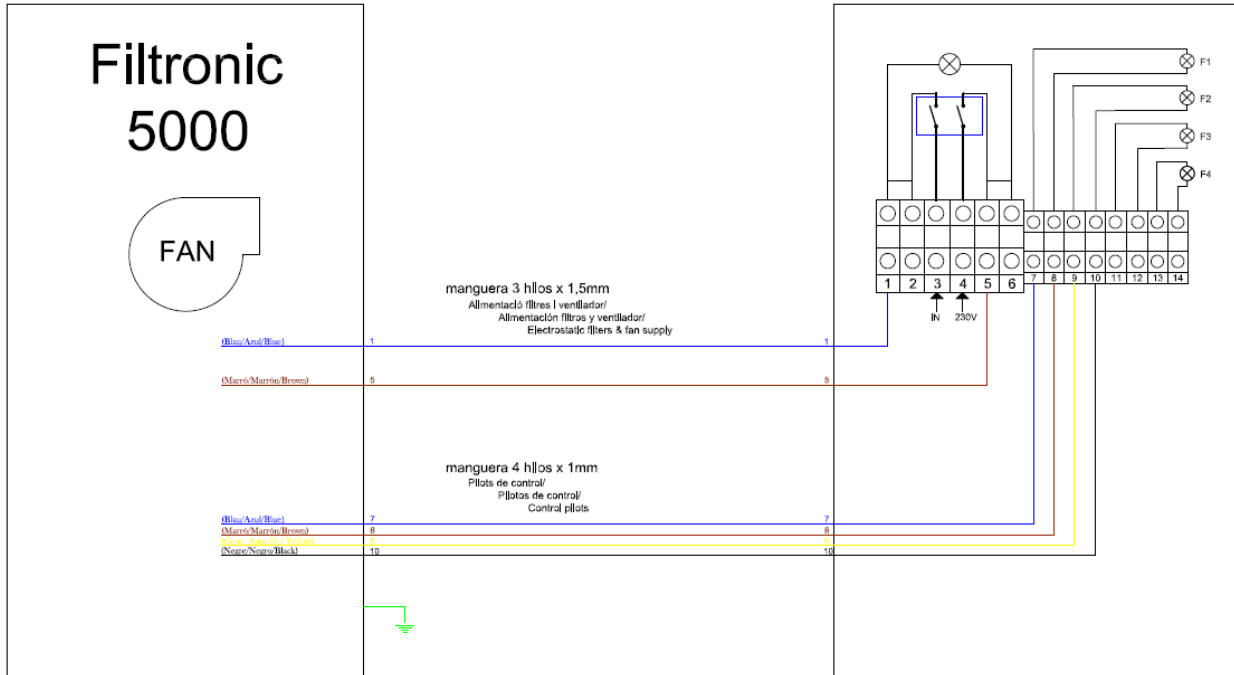 Filtronic
5000
FAN
F1
F2
F3
F4
manguera 3 hilos x 1,5mm
Alimentació filtres i ventilador/
Alimentación filtros y ventilador/
Electrostatic filters & fan supply
1 2 3 4 5 6 7 8 9 10 11 12 13 14
IN 230V
(Blau/Azul/Blue) 1 1
(Marró/Marrón/Brown) 5 5
manguera 4 hilos x 1mm
Pilots de control/
Pilotos de control/
Control pilots
(Blau/Azul/Blue) 7 7
(Marró/Marrón/Brown) 8 8
(Negre/Negro/Black) 10 10